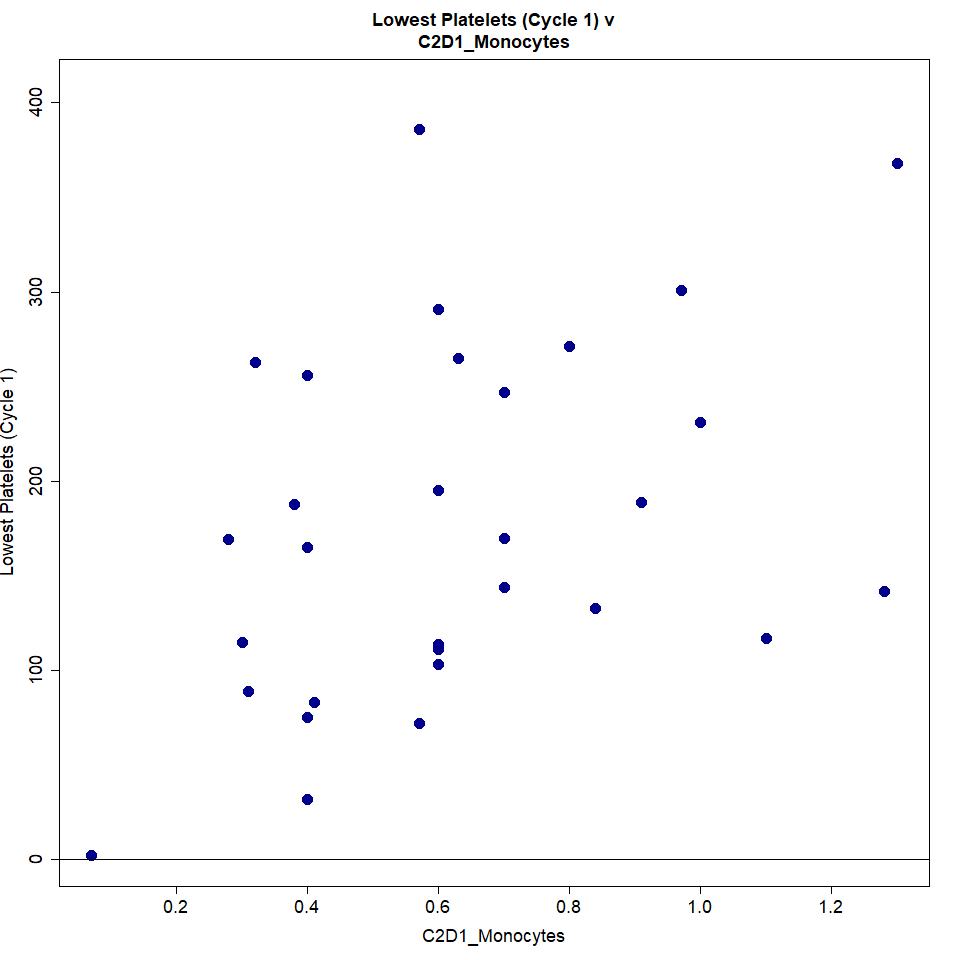 Lowest Platelets (Cycle 1) v
C2D1_Monocytes
400
300
200
100
0
Lowest Platelets (Cycle 1)
0.2 0.4 0.6 0.8 1.0 1.2
C2D1_Monocytes